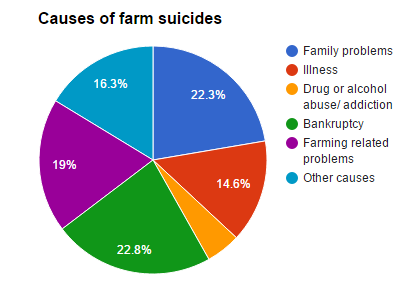 Causes of farm suicides
22.3%
14.6%
22.8%
19%
16.3%
Family problems
Illness
Drug or alcohol
abuse/ addiction
Bankruptcy
Farming related
problems
Other causes